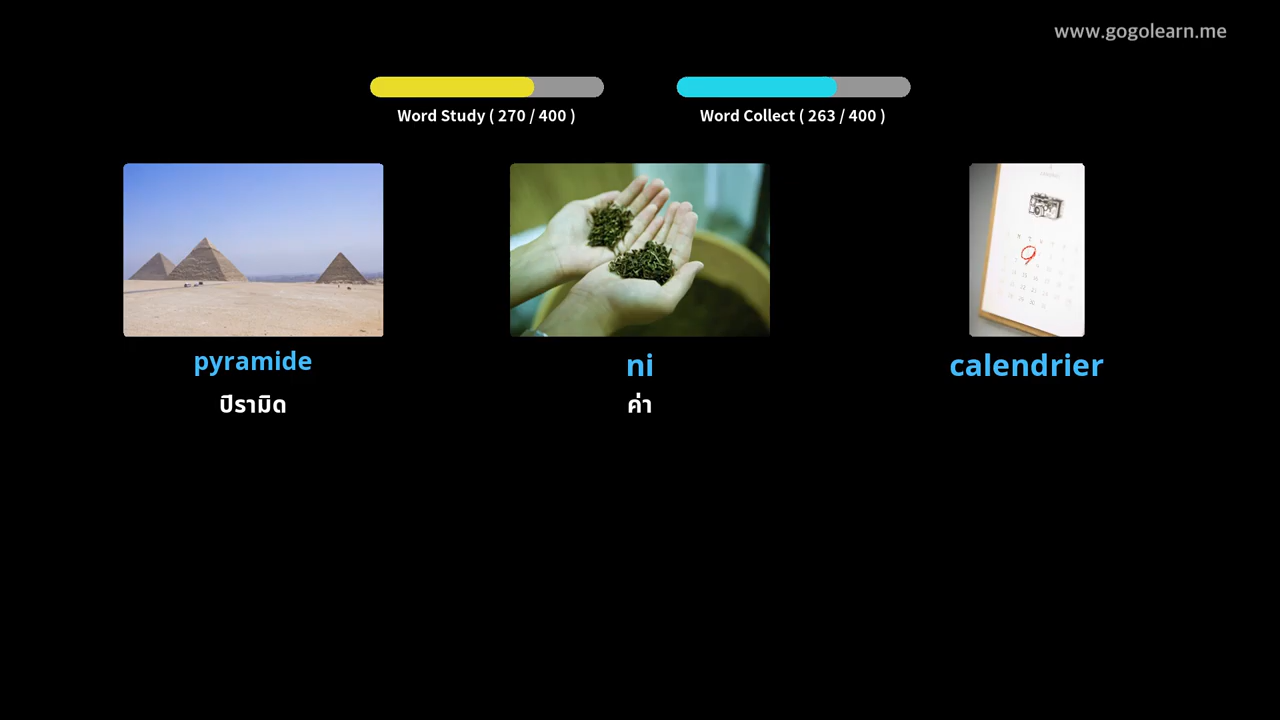 www.gogolearn.me
Word Study ( 270 / 400 )
Word Collect ( 263 / 400 )
pyramide
ni
calendrier
ปิรามิด
ค่า